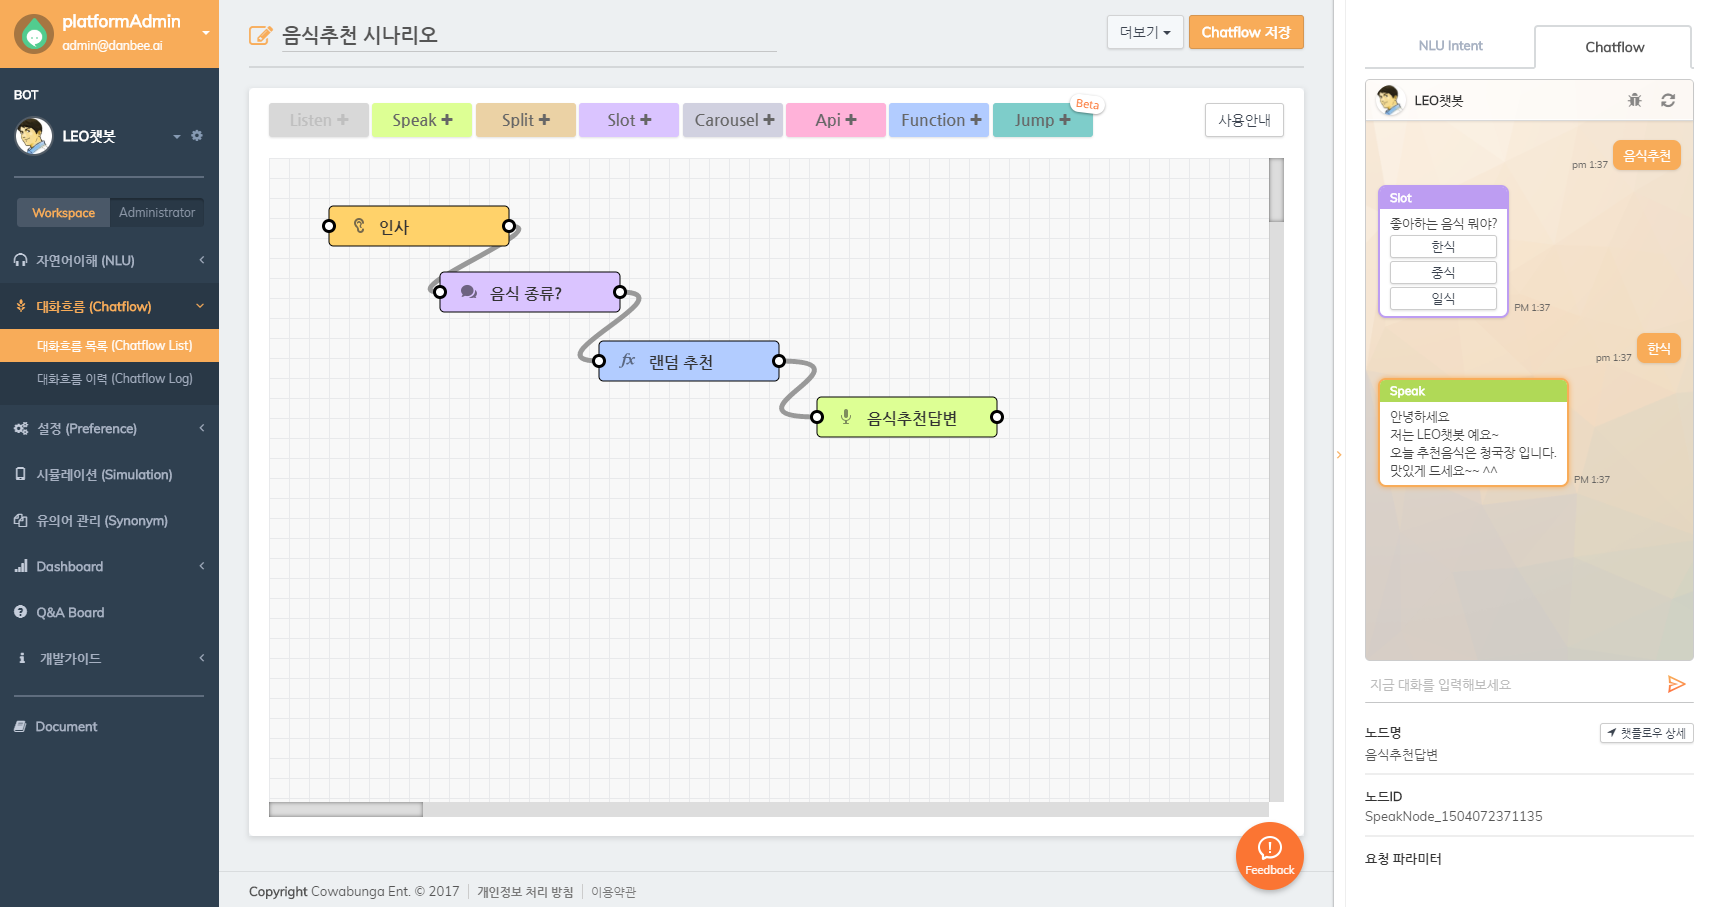 platformAdmin
admin@danbee.ai
BOT
LEO챗봇
Workspace
Administrator
자연어이해 (NLU)
대화흐름 (Chatflow)
대화흐름 목록 (Chatflow List)
대화흐름 이력 (Chatflow Log)
설정 (Preference)
시뮬레이션 (Simulation)
유의어 관리 (Synonym)
Dashboard
Q&A Board
개발가이드
Document
음식추천 시나리오
더보기
Chatflow 저장
Listen
Speak
Split
Slot
Carousel
Api
Function
Jump
Beta
사용안내
인사
음식 종류?
fx 랜덤 추천
음식추천답변
Feedback
Copyright Cowabunga Ent. © 2017
개인정보 처리 방침
이용약관
NLU Intent
Chatflow
LEO챗봇
pm 1:37
음식추천
Slot
좋아하는 음식 뭐야?
한식
중식
일식
PM 1:37
pm 1:37
한식
Speak
안녕하세요
저는 LEO챗봇 예요~
오늘 추천음식은 청국장 입니다.
맛있게 드세요~~ ^^
PM 1:37
지금 대화를 입력해보세요
노드명
챗플로우 상세
음식추천답변
노드ID
SpeakNode_1504072371135
요청 파라미터